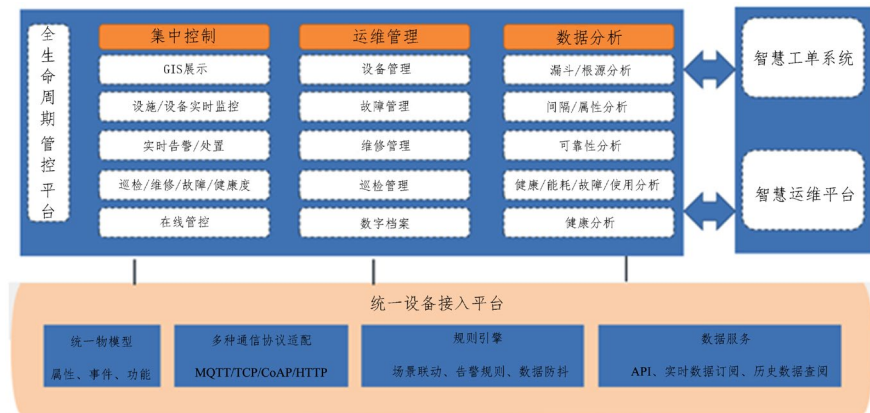 全生命周期管控平台
集中控制
GIS展示
设施/设备实时监控
实时告警/处置
巡检/维修/故障/健康度
在线管控
运维管理
设备管理
故障管理
维修管理
巡检管理
数字档案
数据分析
漏斗/根源分析
间隔/属性分析
可靠性分析
健康/能耗/故障/使用分析
健康分析
智慧工单系统
智慧运维平台
统一设备接入平台
统一物模型
属性、事件、功能
多种通信协议适配
MQTT/TCP/CoAP/HTTP
规则引擎
场景联动、告警规则、数据防抖
数据服务
API、实时数据订阅、历史数据查阅